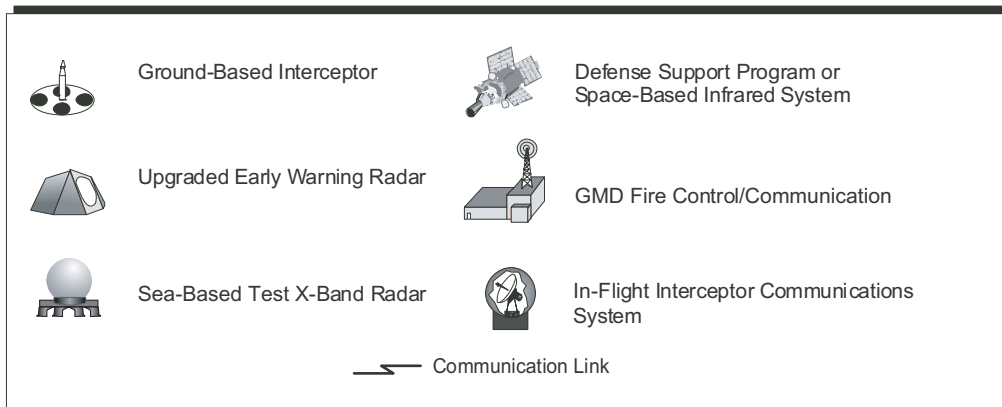 Ground-Based Interceptor
Defense Support Program or
Space-Based Infrared System
Upgraded Early Warning Radar
GMD Fire Control/Communication
Sea-Based Test X-Band Radar
In-Flight Interceptor Communications
System
Communication Link